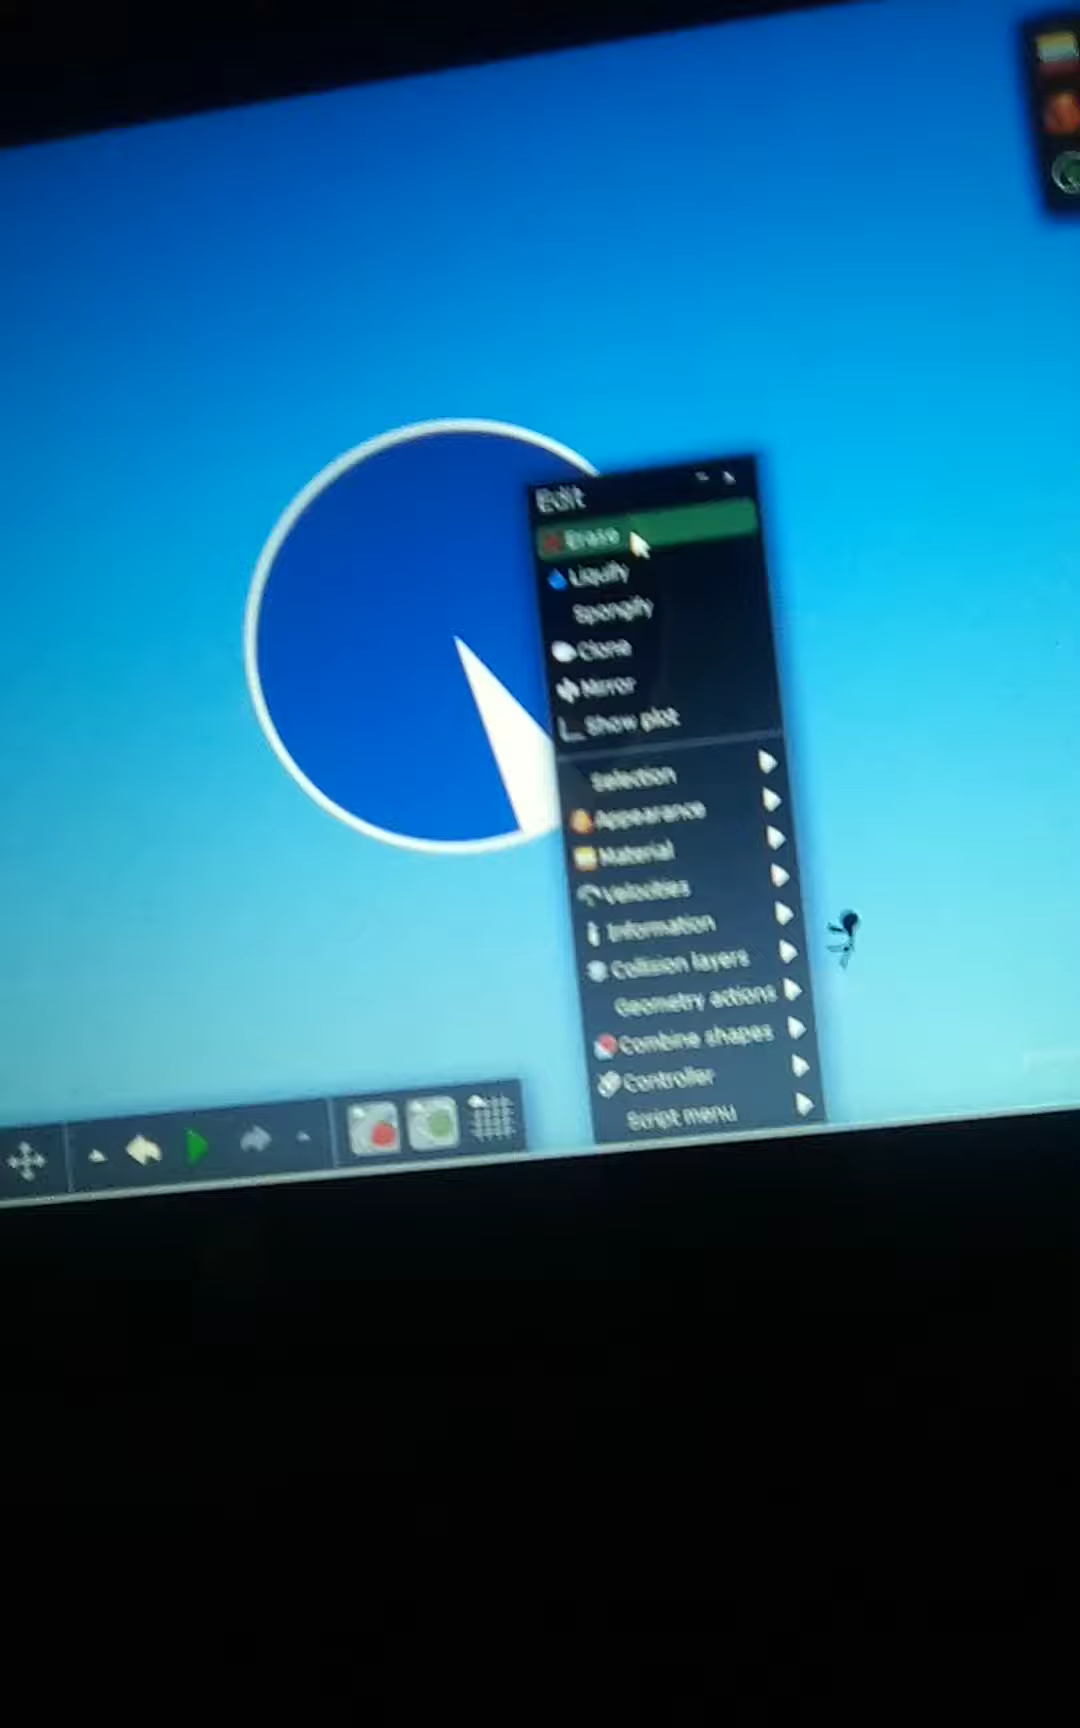 Edit
Erase
Liquify
Spongify
Clone
Mirror
Show plot
Selection
Appearance
Material
Velocities
Information
Collision layers
Geometry actions
Combine shapes
Controller
Script menu